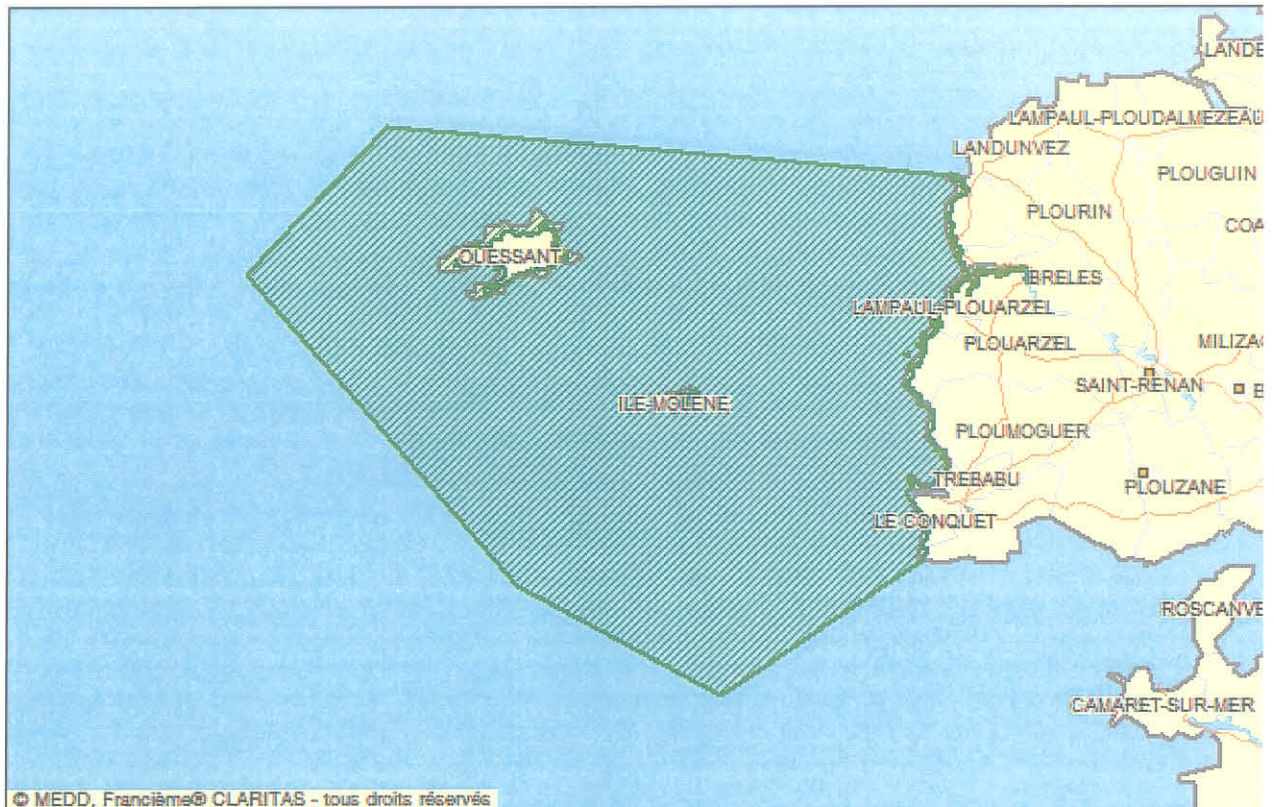 LANDE
LAMPAUL-PLOUDALMEZEAU
LANDUNVEZ
PLOUGUIN
PLOURIN
COA
OUESSANT
BRELES
LAMPAUL-PLOUARZEL
PLOUARZEL
MILIZAC
SAINT-RENAN
B
ILE-MOLENE
PLOUMOGUER
TREBABU
PLOUZANE
LE CONQUET
ROSCANVE
CAMARET-SUR-MER
© MEDD, Francième® CLARITAS - tous droits réservés